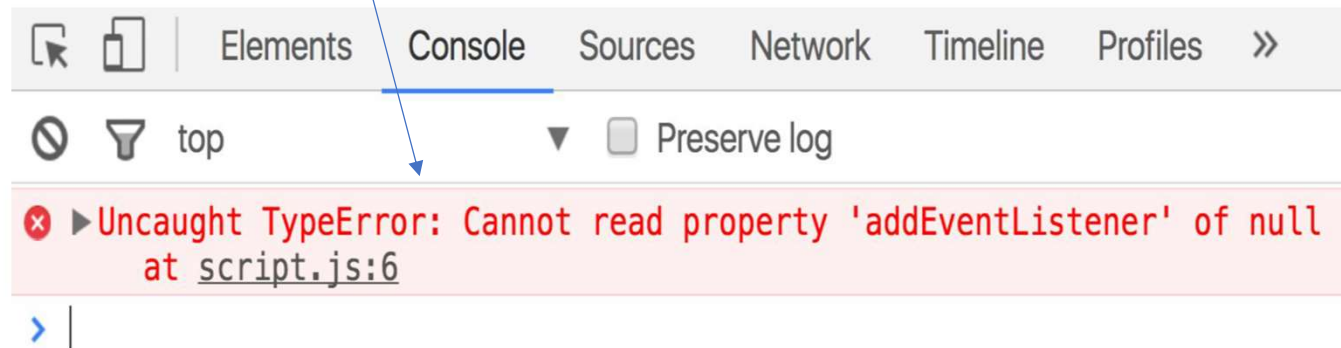 Elements Console Sources Network Timeline Profiles »
top ▼ Preserve log
Uncaught TypeError: Cannot read property 'addEventListener' of null
at script.js:6